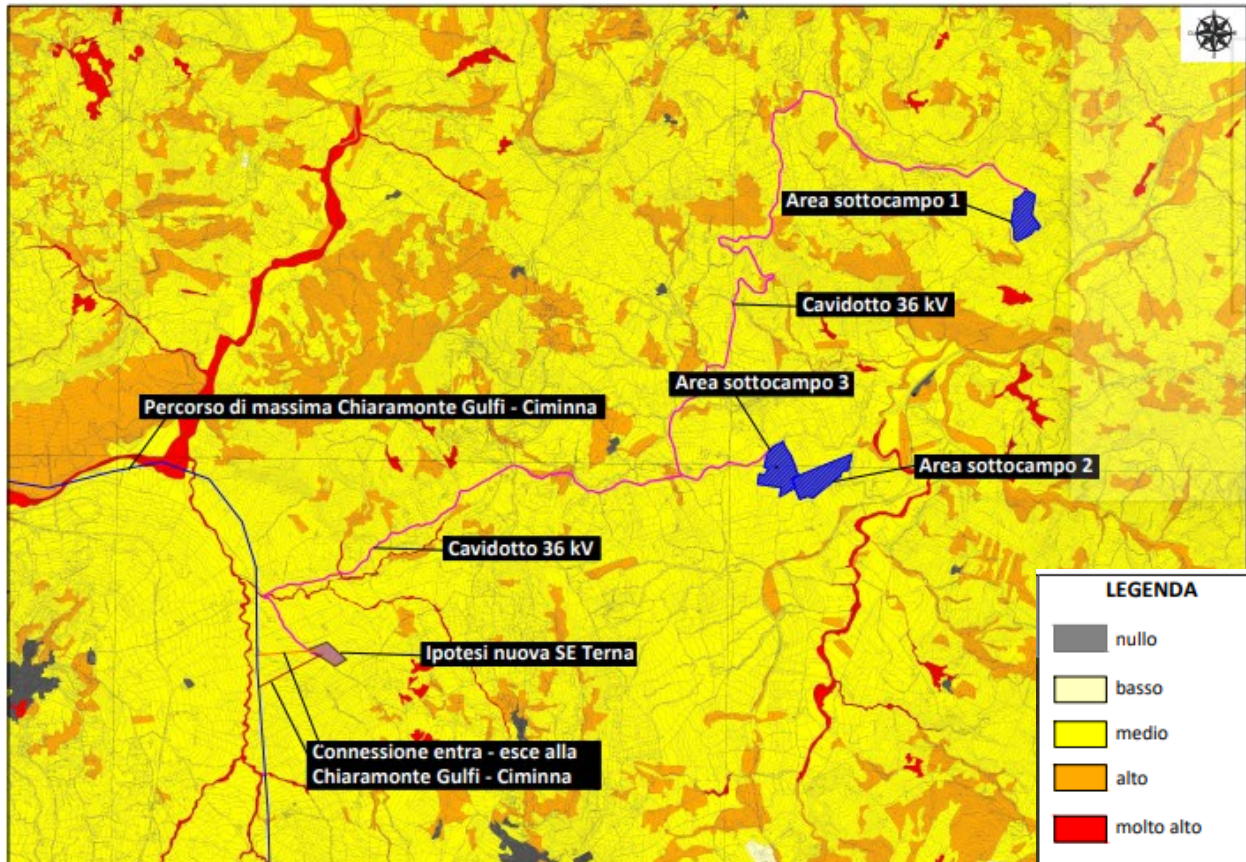 Area sottocampo 1
Cavidotto 36 kV
Area sottocampo 3
Percorso di massima Chiaramonte Gulfi - Ciminna
Area sottocampo 2
Cavidotto 36 kV
Ipotesi nuova SE Terna
Connessione entra - esce alla
Chiaramonte Gulfi - Ciminna
LEGENDA
nullo
basso
medio
alto
molto alto